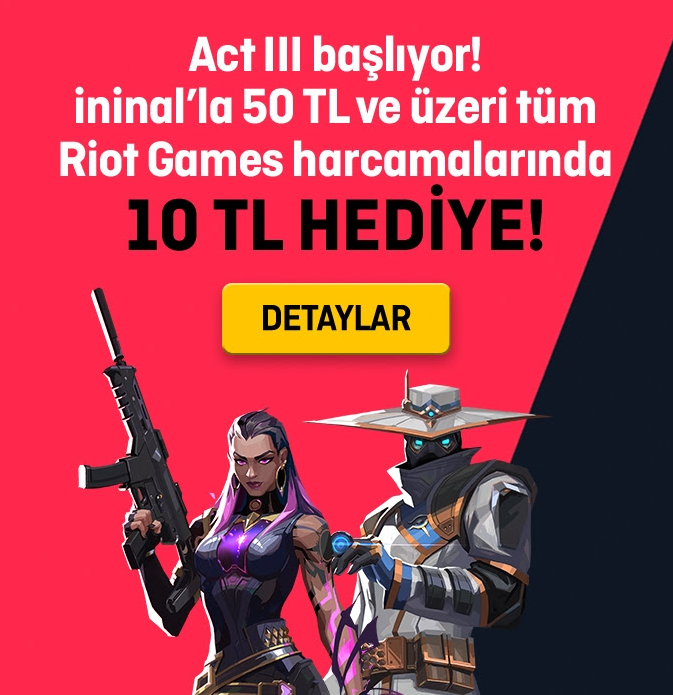 Act III başlıyor!
ininal’la 50 TL ve üzeri tüm
Riot Games harcamalarında
10 TL HEDİYE!
DETAYLAR